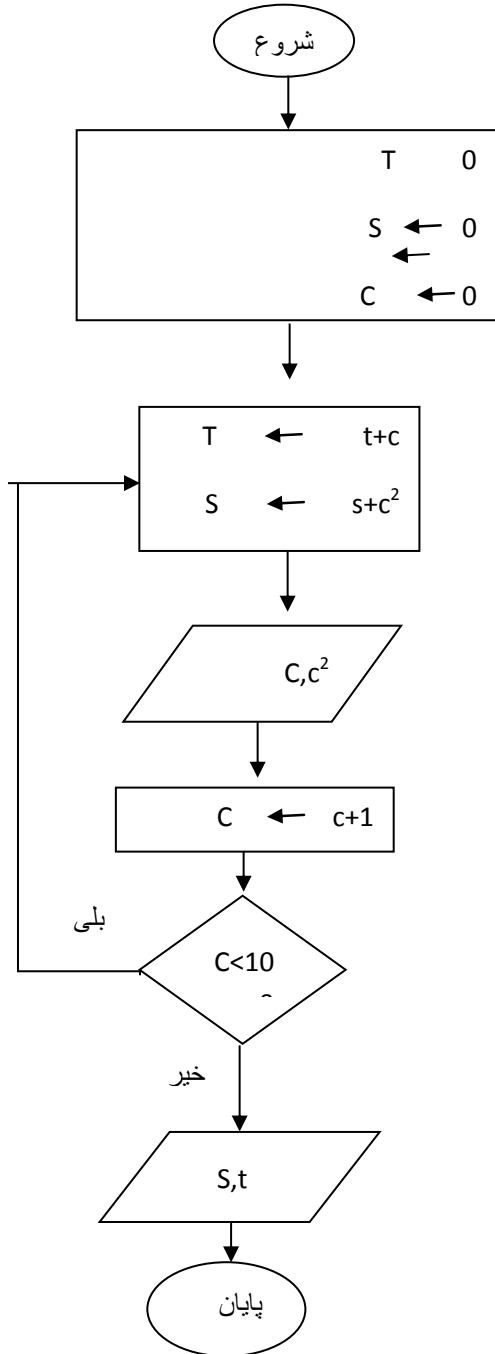 شروع
T 0
S ← 0
←
C ← 0
T ← t+c
S ← s+c²
C,c²
C ← c+1
بلی
C<10
خیر
S,t
پایان